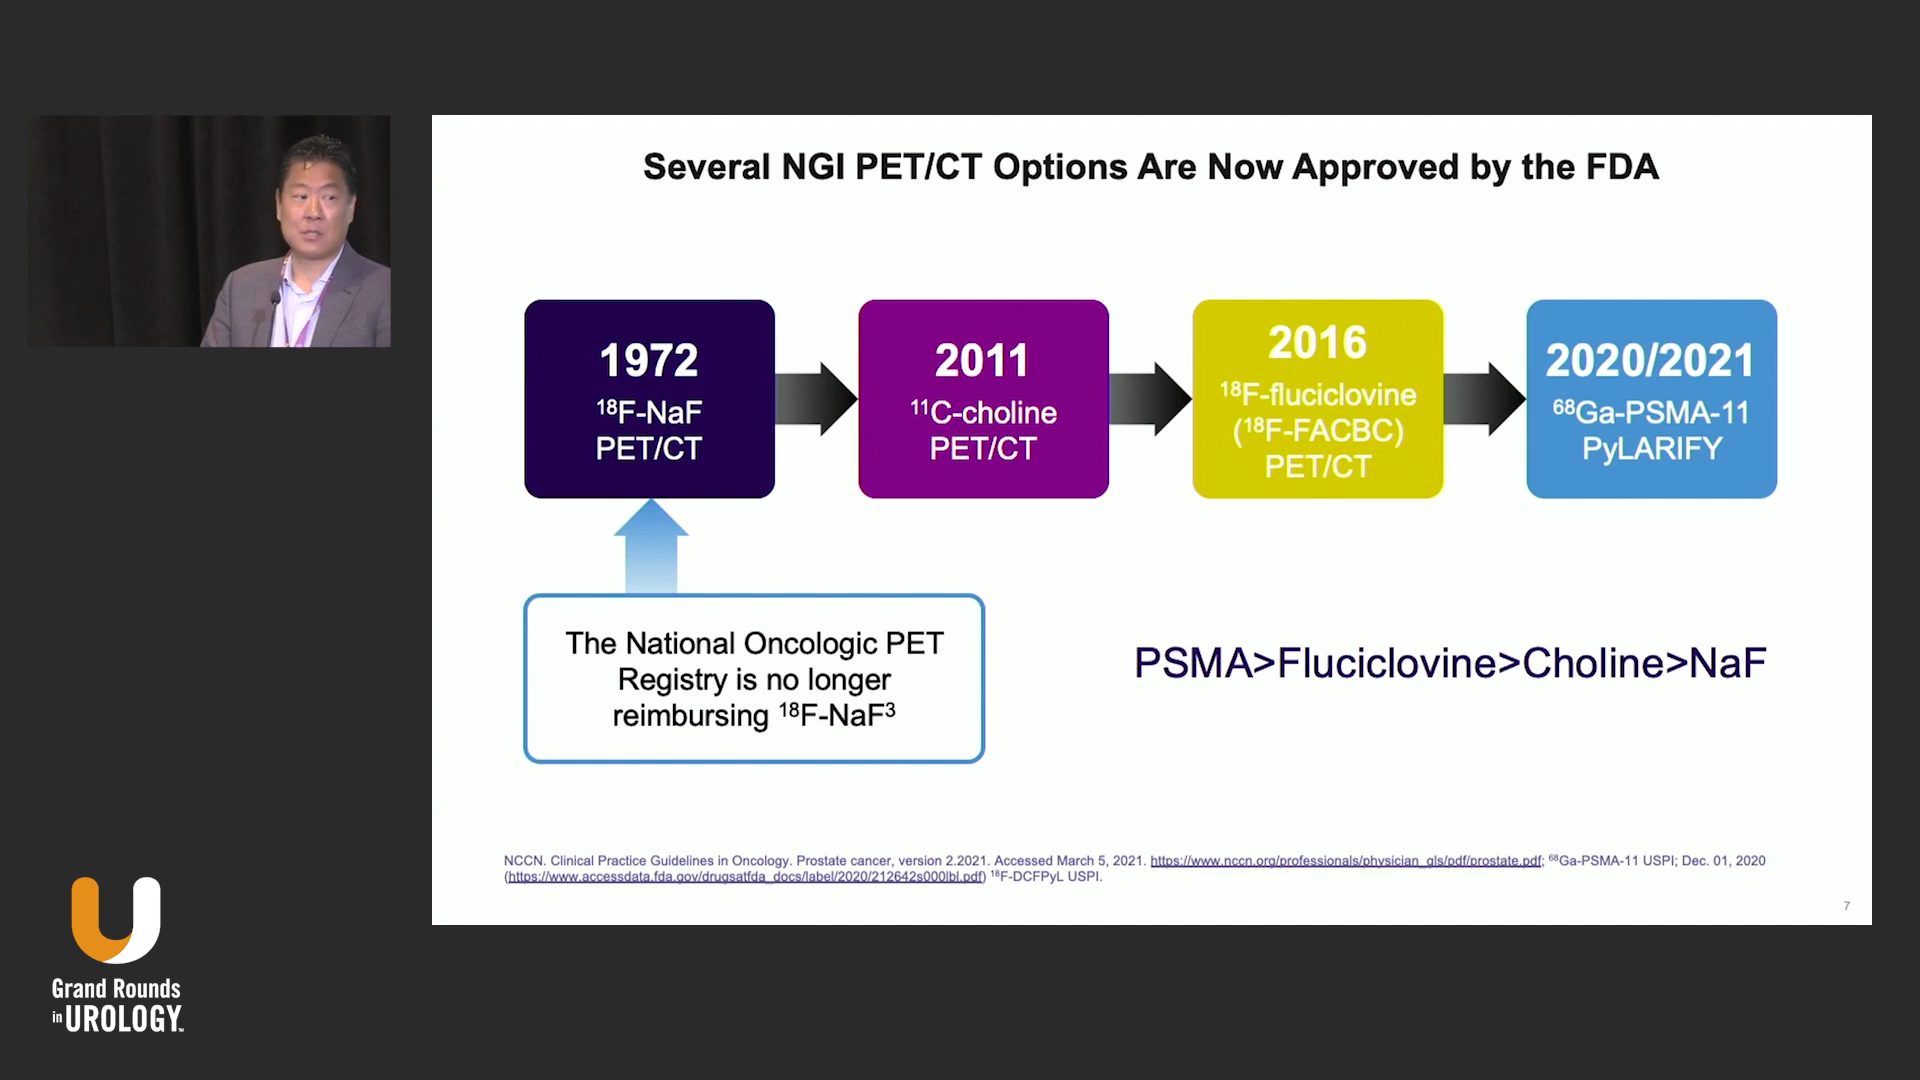 Several NGI PET/CT Options Are Now Approved by the FDA
1972
¹⁸F-NaF
PET/CT
2011
¹¹C-choline
PET/CT
2016
¹⁸F-fluciclovine
(¹⁸F-FACBC)
PET/CT
2020/2021
⁶⁸Ga-PSMA-11
PyLARIFY
The National Oncologic PET
Registry is no longer
reimbursing ¹⁸F-NaF³
PSMA>Fluciclovine>Choline>NaF
NCCN. Clinical Practice Guidelines in Oncology. Prostate cancer, version 2.2021. Accessed March 5, 2021. https://www.nccn.org/professionals/physician_gls/pdf/prostate.pdf; ⁶⁸Ga-PSMA-11 USPI; Dec. 01, 2020
(https://www.accessdata.fda.gov/drugsatfda_docs/label/2020/212642s000lbl.pdf) ¹⁸F-DCFPyL USPI.
7
Grand Rounds
in UROLOGY™